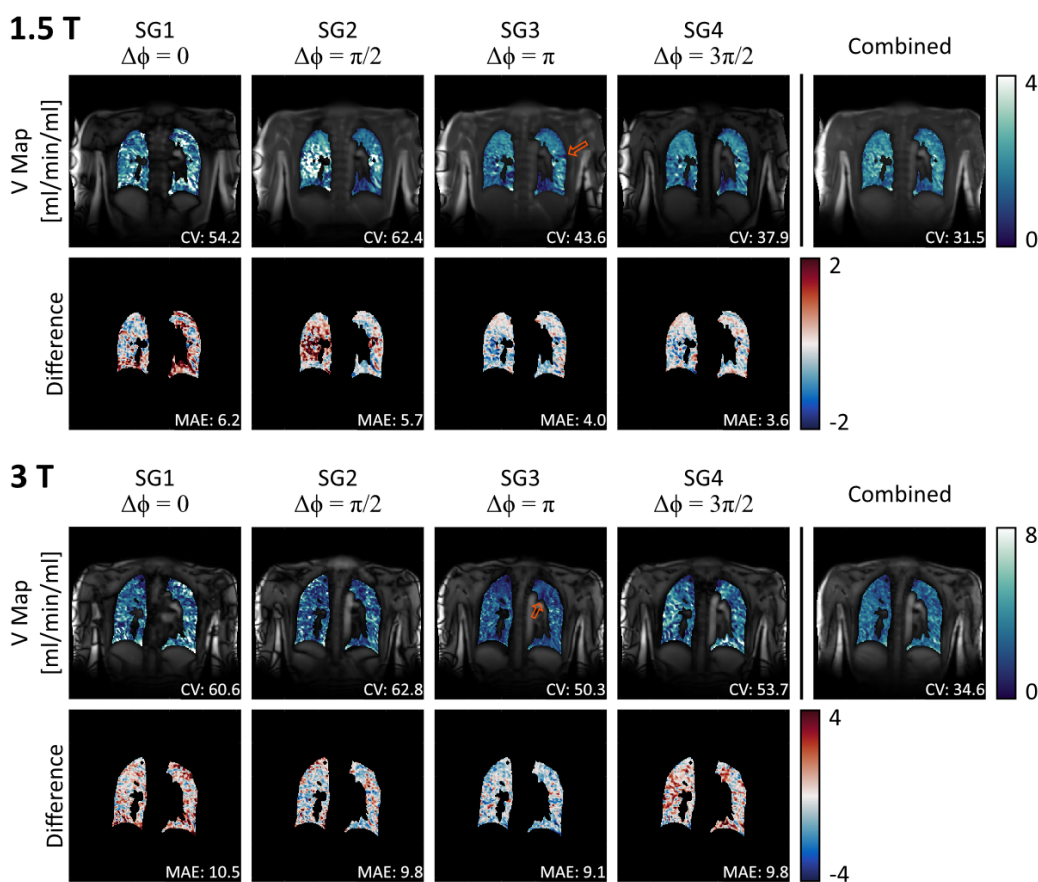 1.5 T
SG1
Δϕ = 0
SG2
Δϕ = π/2
SG3
Δϕ = π
SG4
Δϕ = 3π/2
Combined
V Map
[ml/min/ml]
CV: 54.2
CV: 62.4
CV: 43.6
CV: 37.9
CV: 31.5
4
0
Difference
MAE: 6.2
MAE: 5.7
MAE: 4.0
MAE: 3.6
2
-2
3 T
SG1
Δϕ = 0
SG2
Δϕ = π/2
SG3
Δϕ = π
SG4
Δϕ = 3π/2
Combined
V Map
[ml/min/ml]
CV: 60.6
CV: 62.8
CV: 50.3
CV: 53.7
CV: 34.6
8
0
Difference
MAE: 10.5
MAE: 9.8
MAE: 9.1
MAE: 9.8
4
-4